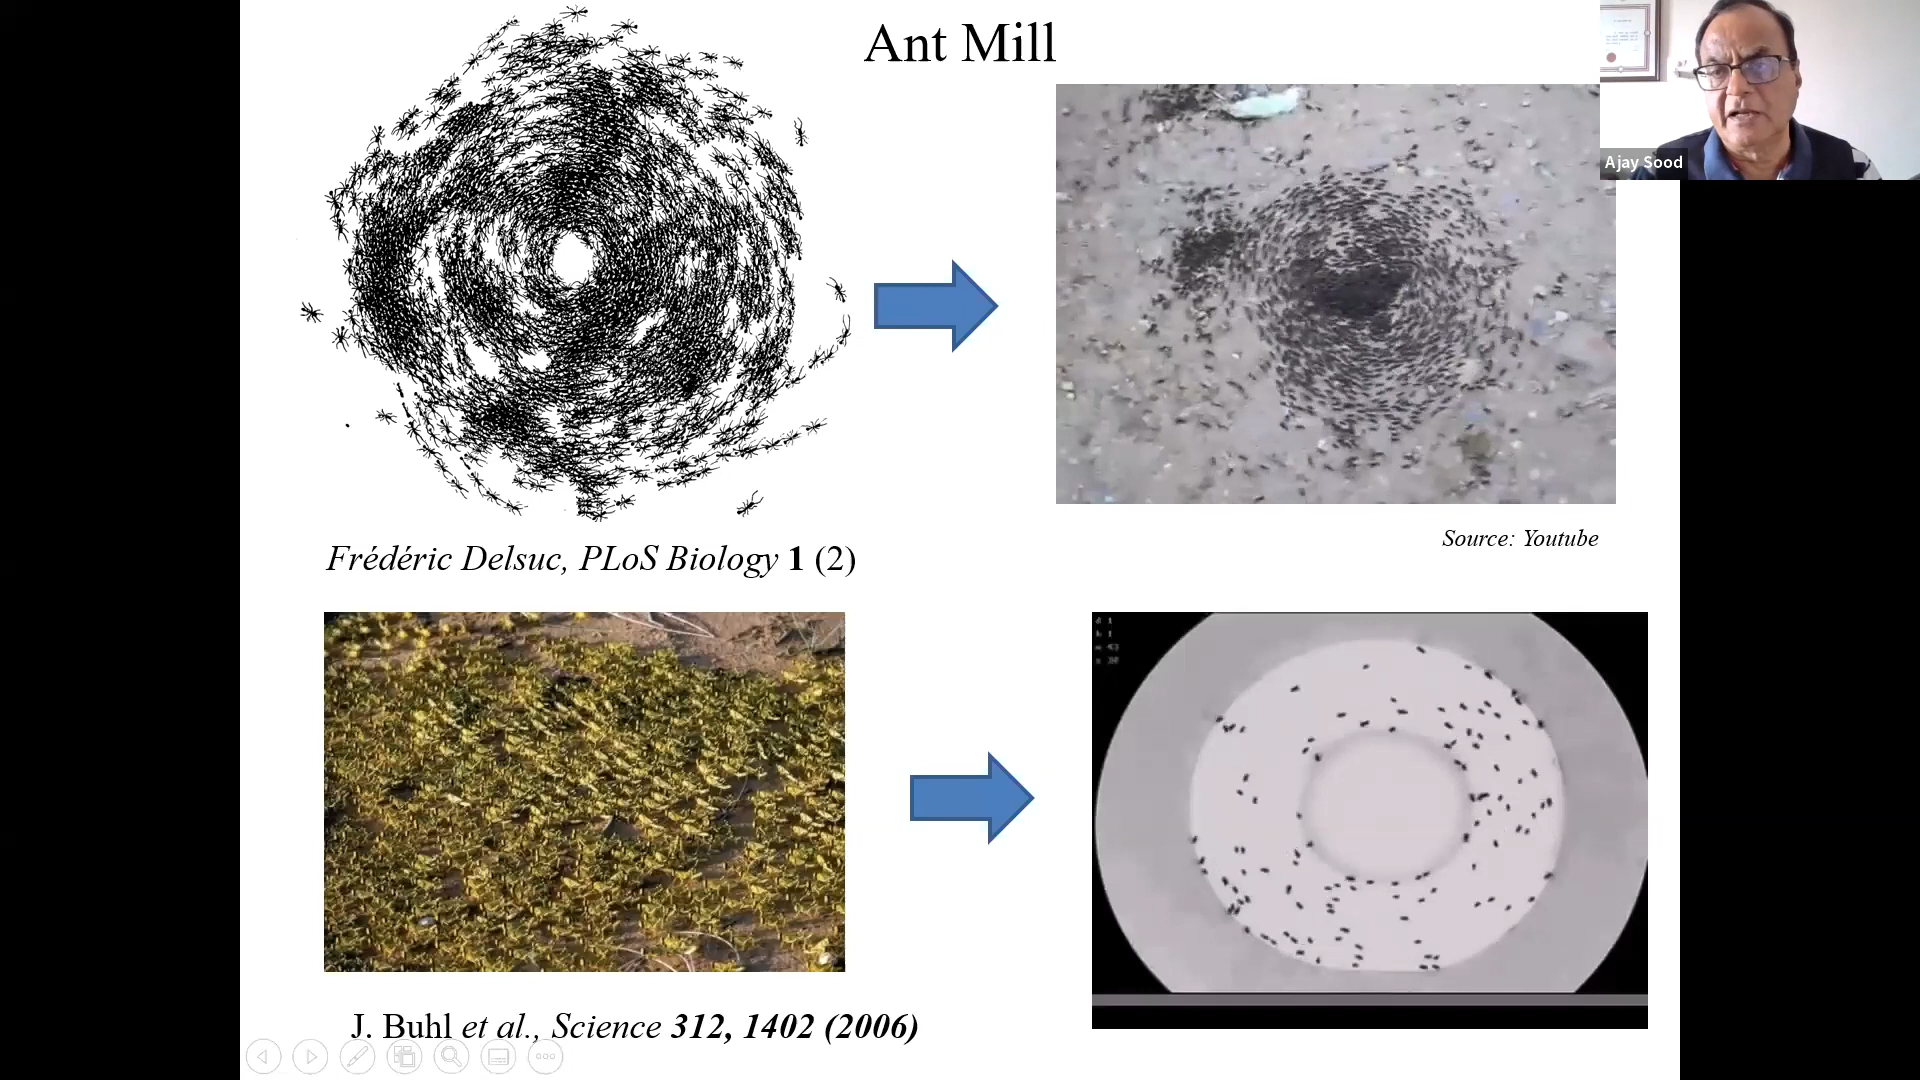 Ant Mill
Ajay Sood
Source: Youtube
Frédéric Delsuc, PLoS Biology 1 (2)
J. Buhl et al., Science 312, 1402 (2006)